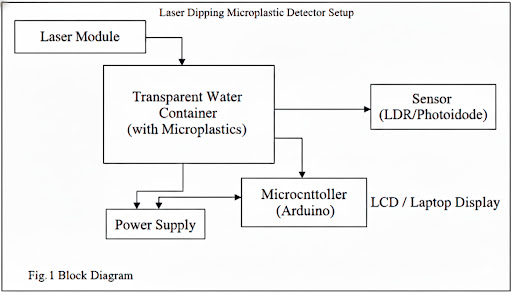 Laser Dipping Microplastic Detector Setup
Laser Module
Transparent Water
Container
(with Microplastics)
Sensor
(LDR/Photoidode)
Microcnttoller
(Arduino)
LCD / Laptop Display
Power Supply
Fig. 1 Block Diagram